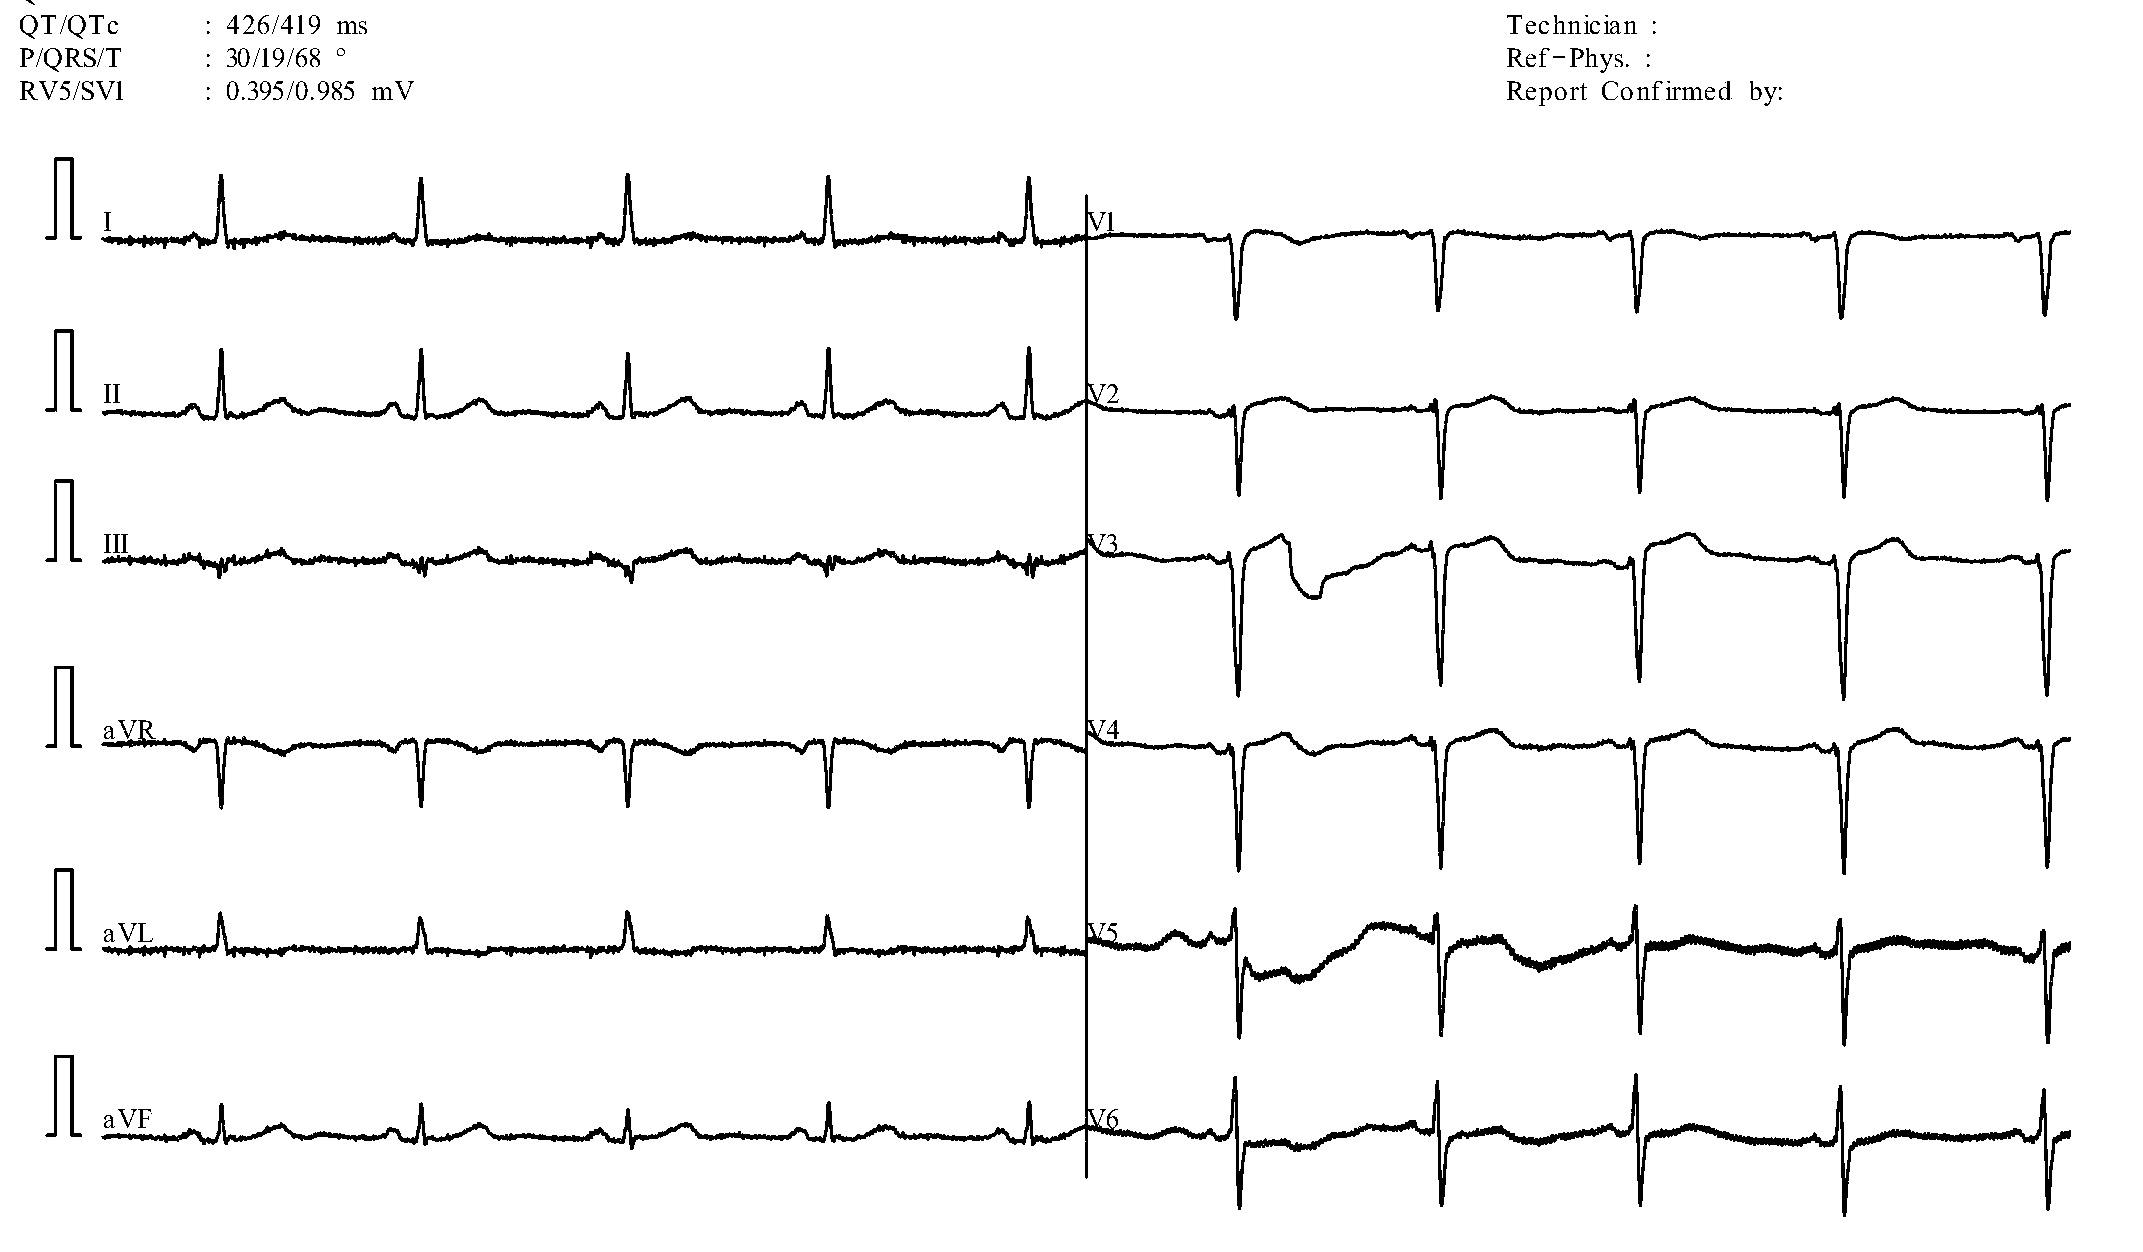 QT/QTc : 426/419 ms
P/QRS/T : 30/19/68 °
RV5/SV1 : 0.395/0.985 mV
Technician :
Ref-Phys. :
Report Confirmed by:
I
II
III
aVR
aVL
aVF
V1
V2
V3
V4
V5
V6